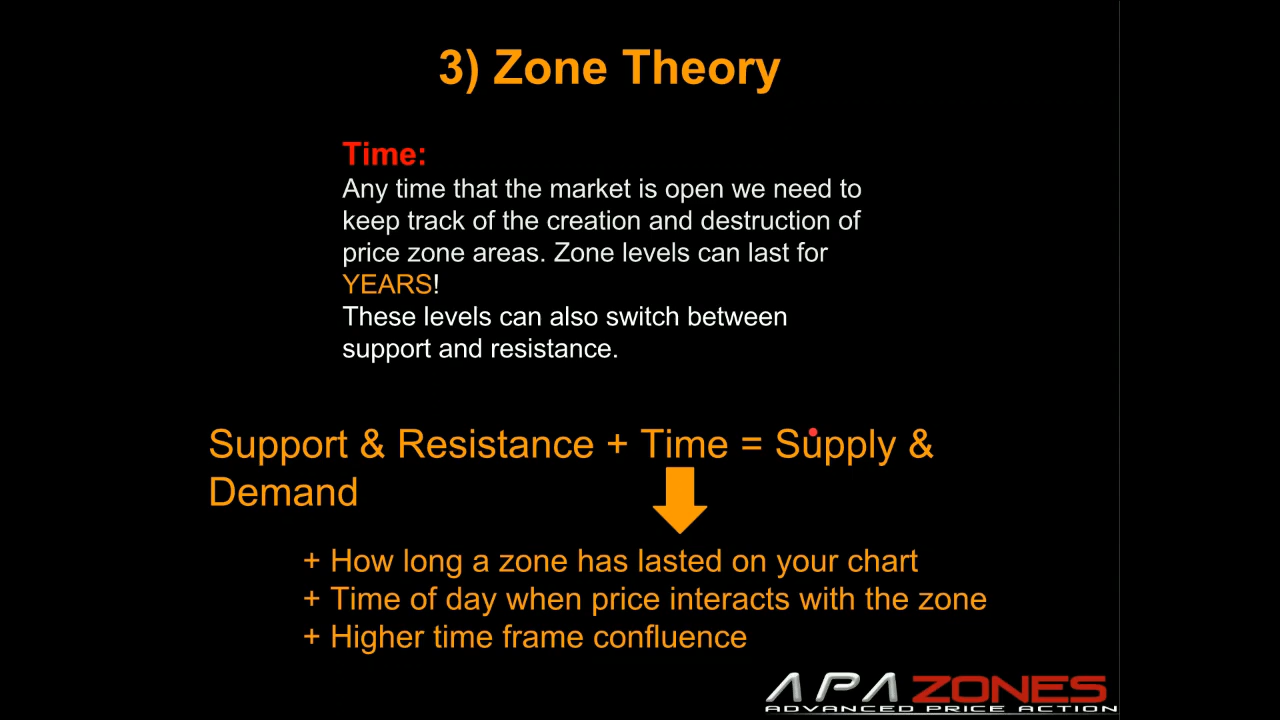 3) Zone Theory
Time:
Any time that the market is open we need to
keep track of the creation and destruction of
price zone areas. Zone levels can last for
YEARS!
These levels can also switch between
support and resistance.
Support & Resistance + Time = Supply &
Demand
+ How long a zone has lasted on your chart
+ Time of day when price interacts with the zone
+ Higher time frame confluence
APA ZONES
ADVANCED PRICE ACTION